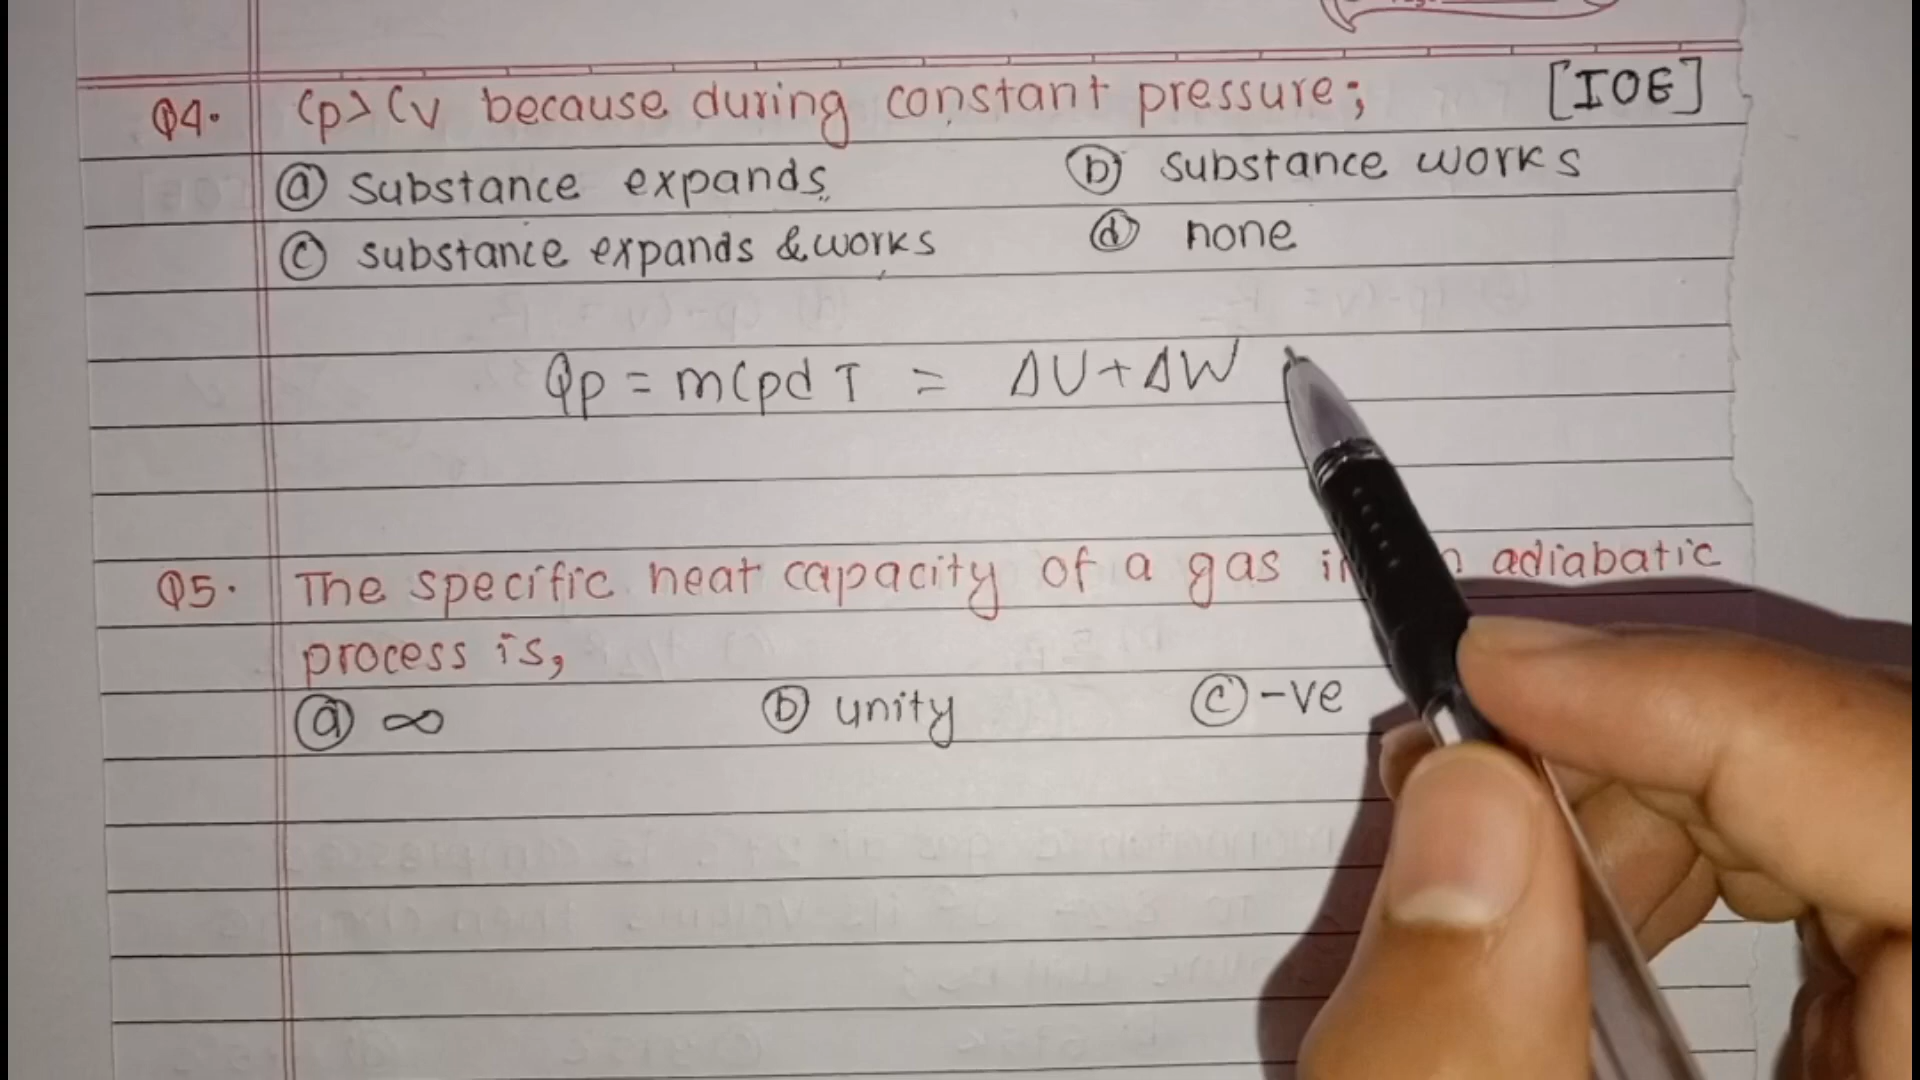 Q4. Cp>Cv because during constant pressure; [IOE]
ⓐ substance expands ⓑ substance works
ⓒ substance expands & works ⓓ none
Qp = mCpdT = ΔU+ΔW
Q5. The specific heat capacity of a gas adiabatic
process is,
ⓐ ∞ ⓑ unity ⓒ -ve